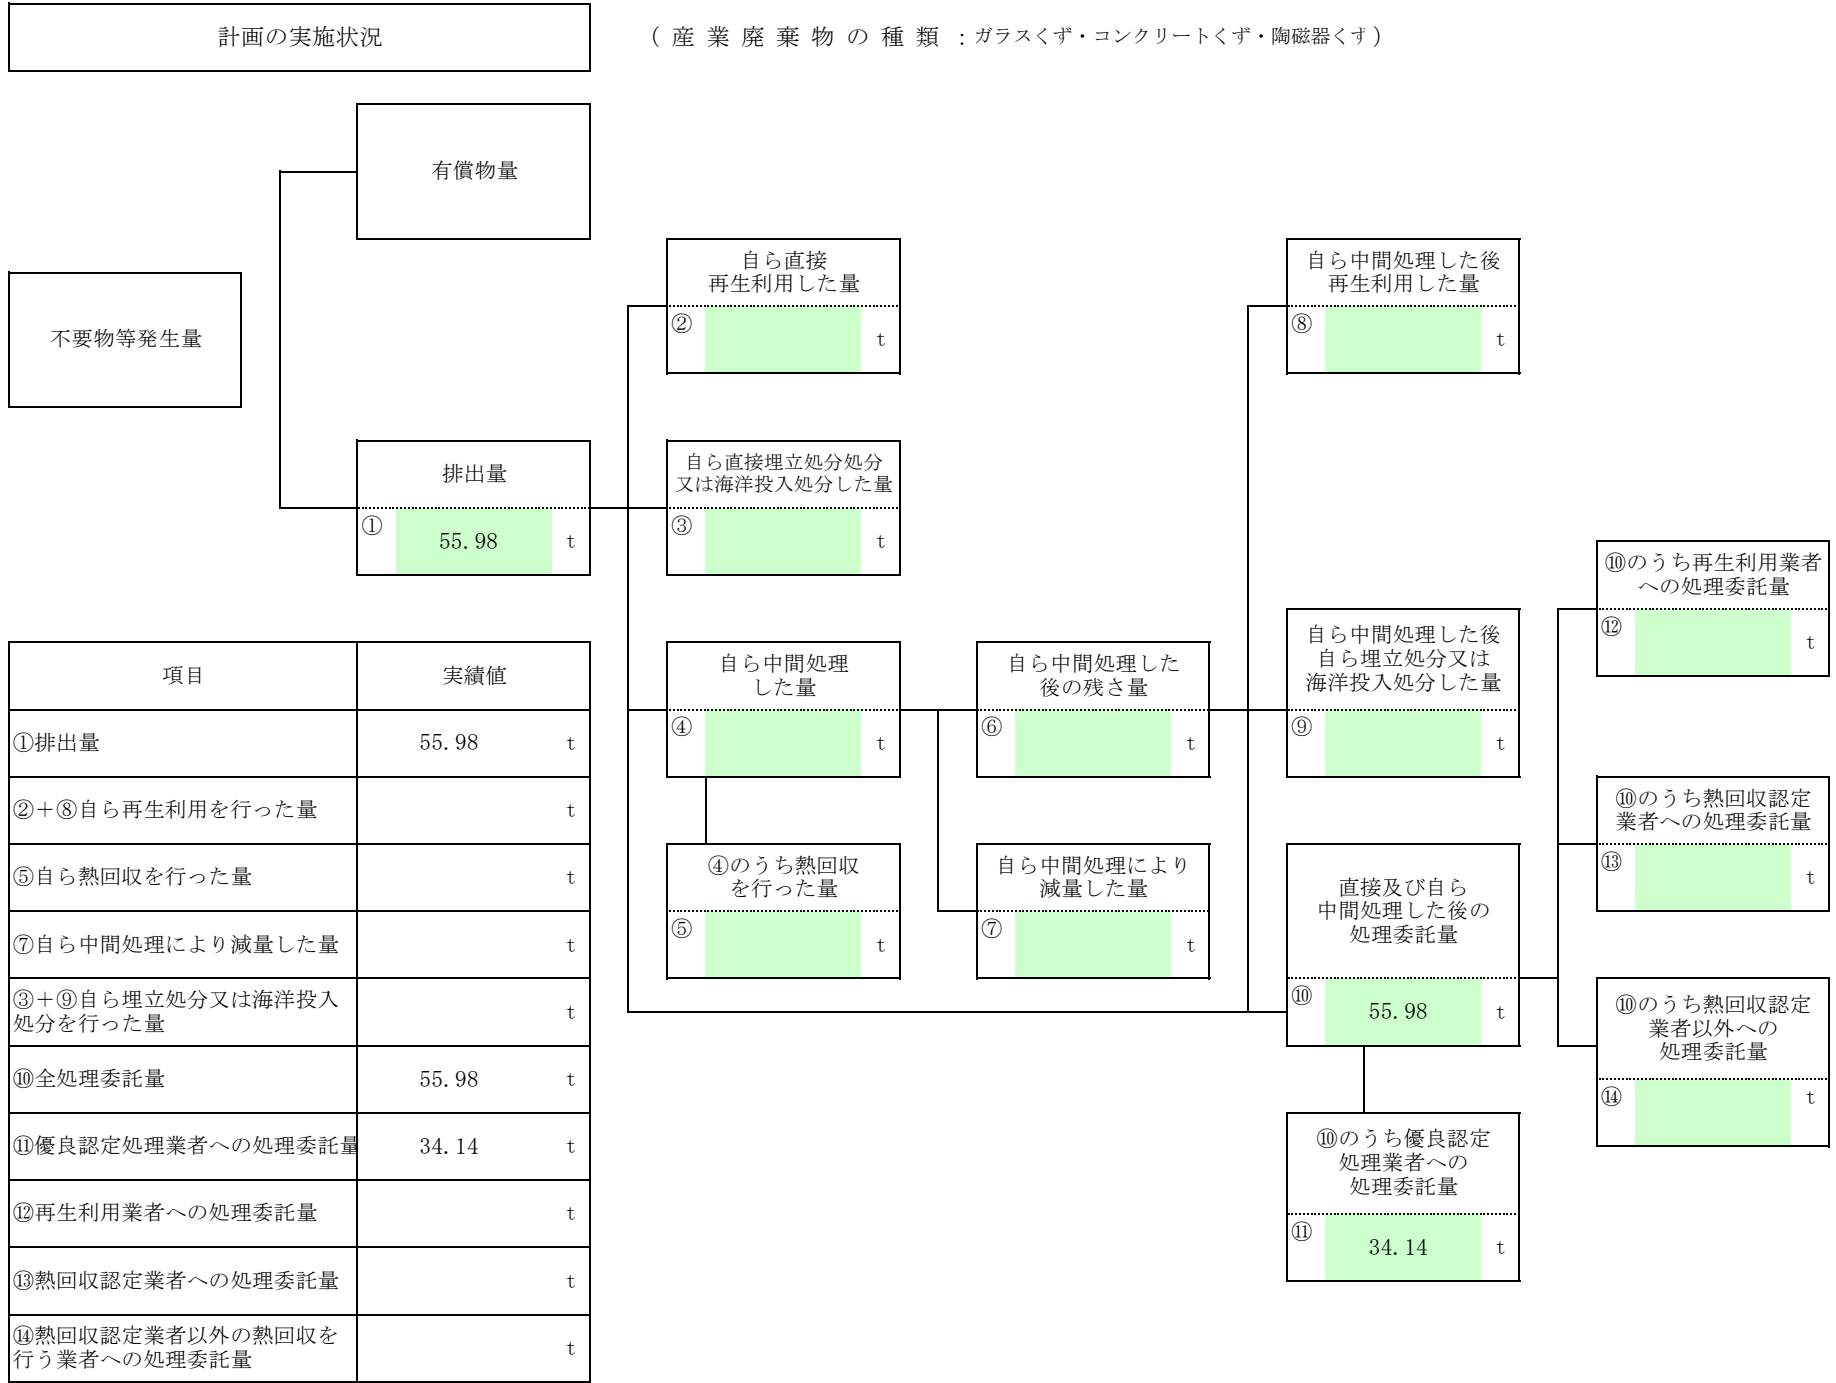 計画の実施状況
（産業廃棄物の種類：ガラスくず・コンクリートくず・陶磁器くず）
有償物量
不要物等発生量
自ら直接
再生利用した量
② t
自ら中間処理した後
再生利用した量
⑧ t
排出量
① 55.98 t
自ら直接埋立処分処分
又は海洋投入処分した量
③ t
⑩のうち再生利用業者
への処理委託量
⑫ t
自ら中間処理
した量
④ t
自ら中間処理した
後の残さ量
⑥ t
自ら中間処理した後
自ら埋立処分又は
海洋投入処分した量
⑨ t
⑩のうち熱回収認定
業者への処理委託量
⑬ t
④のうち熱回収
を行った量
⑤ t
自ら中間処理により
減量した量
⑦ t
直接及び自ら
中間処理した後の
処理委託量
⑩ 55.98 t
⑩のうち熱回収認定
業者以外への
処理委託量
⑭ t
⑩のうち優良認定
処理業者への
処理委託量
⑪ 34.14 t
項目 実績値
①排出量 55.98 t
②＋⑧自ら再生利用を行った量 t
⑤自ら熱回収を行った量 t
⑦自ら中間処理により減量した量 t
③＋⑨自ら埋立処分又は海洋投入
処分を行った量 t
⑩全処理委託量 55.98 t
⑪優良認定処理業者への処理委託量 34.14 t
⑫再生利用業者への処理委託量 t
⑬熱回収認定業者への処理委託量 t
⑭熱回収認定業者以外の熱回収を
行う業者への処理委託量 t